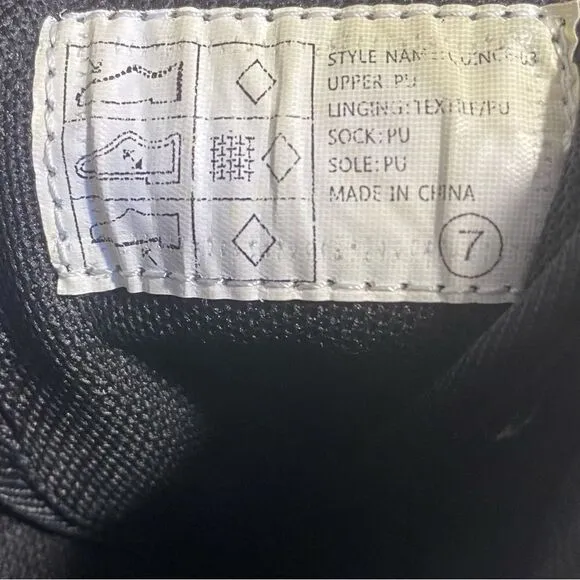 STYLE NAME:
UPPER:PU
LINGING:TEXTILE/PU
SOCK:PU
SOLE:PU
MADE IN CHINA
7